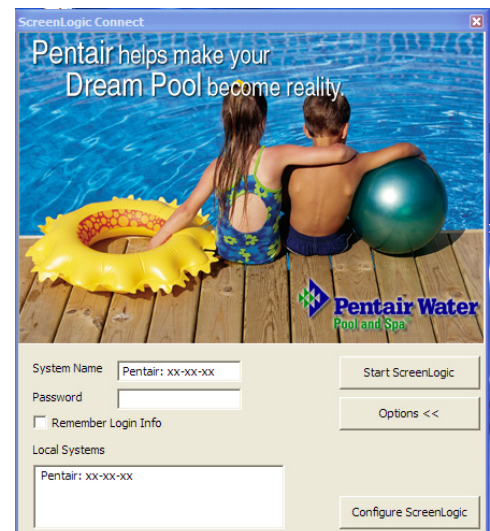 ScreenLogic Connect
Pentair helps make your
Dream Pool become reality.
Pentair Water
Pool and Spa
System Name
Pentair: xx-xx-xx
Start ScreenLogic
Password
Options <<
Remember Login Info
Local Systems
Pentair: xx-xx-xx
Configure ScreenLogic